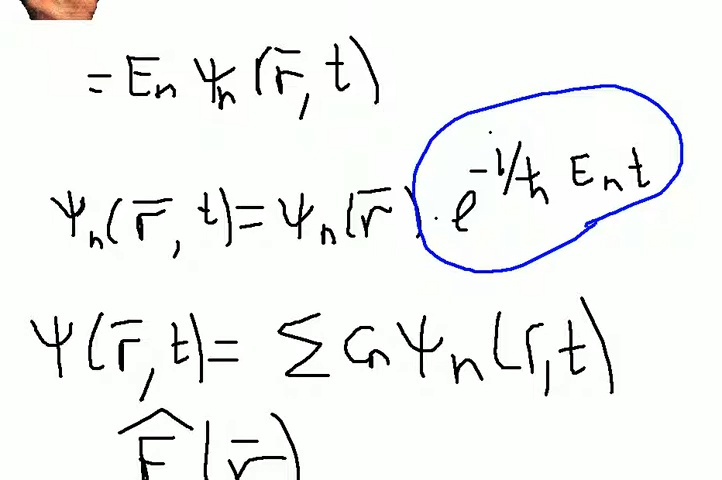 = Eₙ ψₙ (r̅, t)
Ψₙ(r̅, t) = Ψₙ(r̅) · e^(-i/ħ Eₙ t)
Ψ(r̅, t) = Σ Cₙ Ψₙ(r̅, t)
F̂ (r̅)